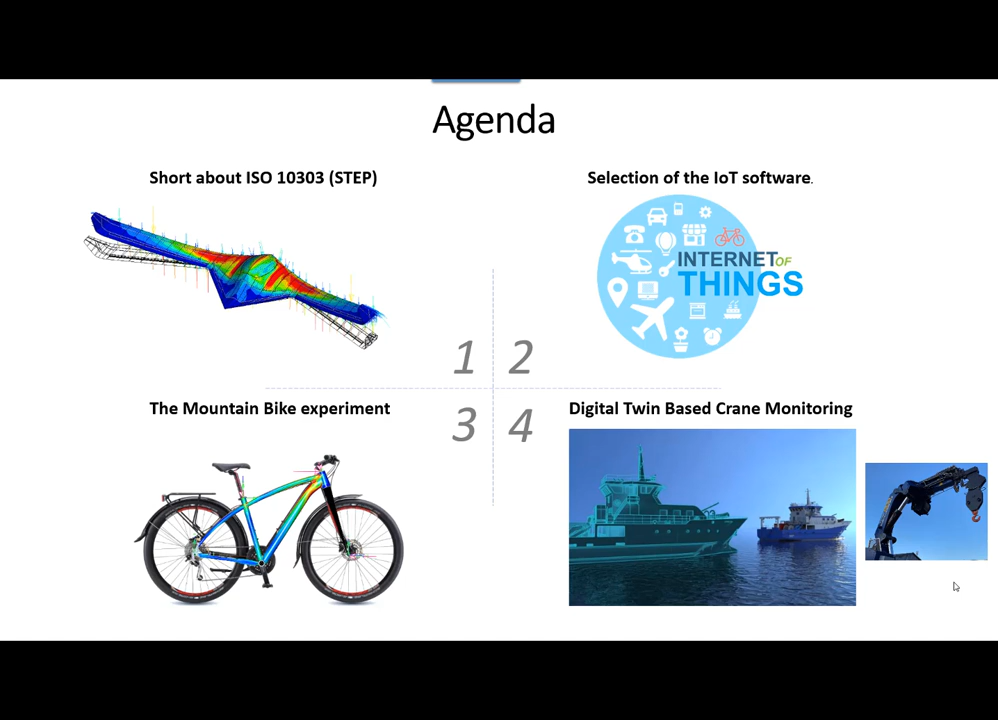 Agenda
Short about ISO 10303 (STEP)
Selection of the IoT software.
INTERNET OF
THINGS
1
2
The Mountain Bike experiment
3
4
Digital Twin Based Crane Monitoring